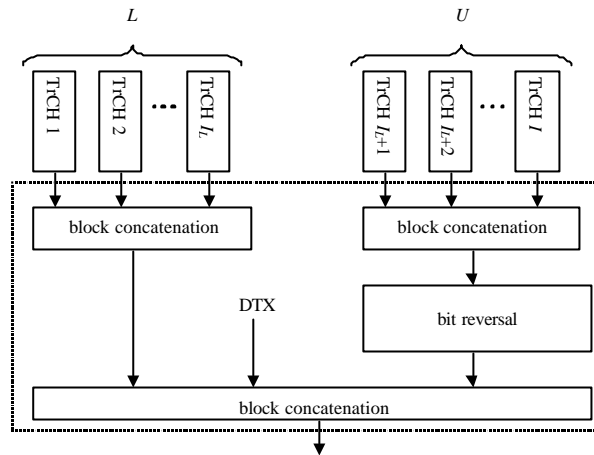 L
U
TrCH 1
TrCH 2
•••
TrCH I_L
TrCH I_L+1
TrCH I_L+2
•••
TrCH I
block concatenation
block concatenation
DTX
bit reversal
block concatenation